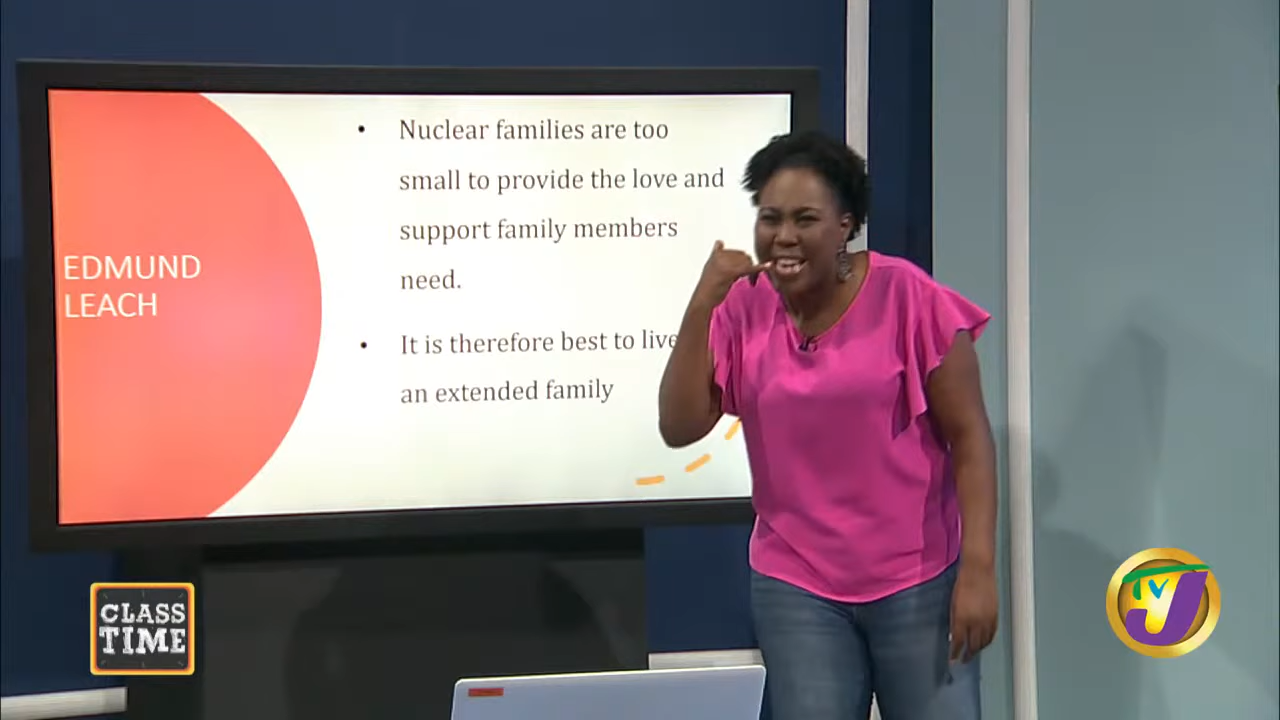 EDMUND
LEACH
• Nuclear families are too
small to provide the love and
support family members
need.
• It is therefore best to live
an extended family
CLASS
TIME
TVJ